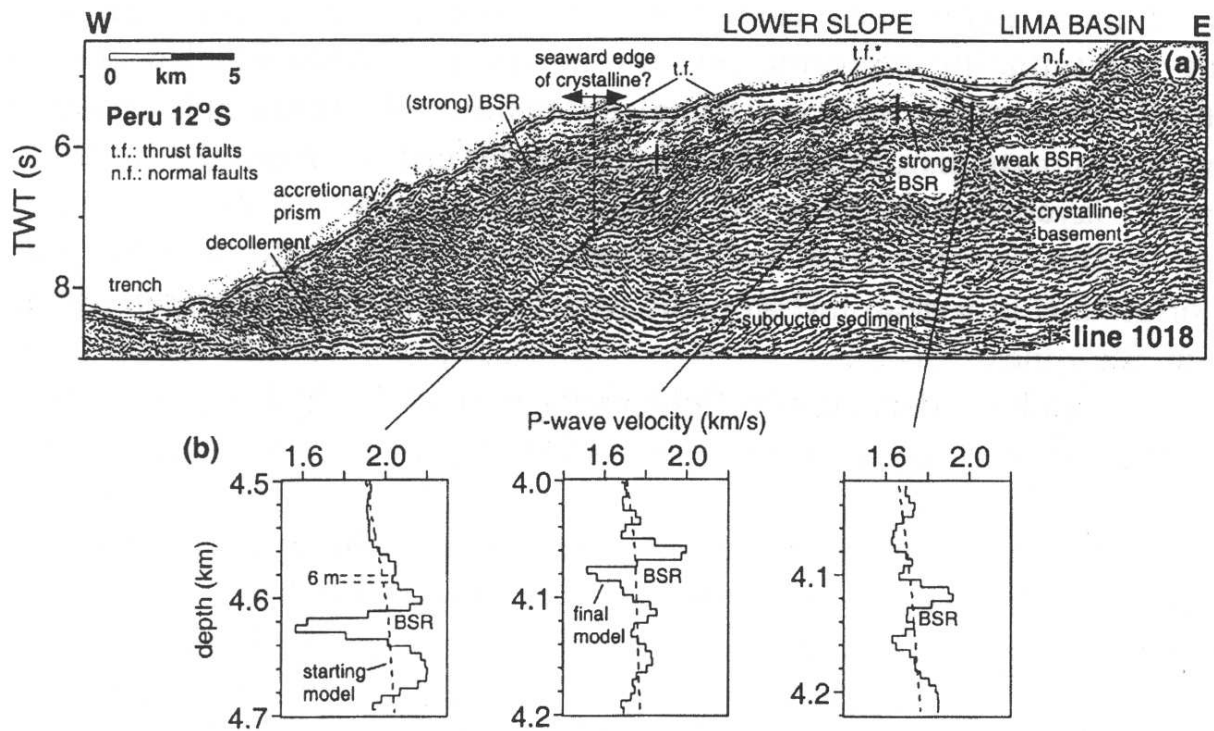 W
LOWER SLOPE
LIMA BASIN
E
0 km 5
seaward edge
of crystalline?
t.f.
t.f.*
n.f.
(a)
(strong) BSR
Peru 12°S
t.f.: thrust faults
n.f.: normal faults
strong
BSR
weak BSR
accretionary
prism
crystalline
basement
decollement
trench
subducted sediments
line 1018
TWT (s)
6
8
P-wave velocity (km/s)
(b)
1.6 2.0
1.6 2.0
1.6 2.0
depth (km)
4.5
4.6
4.7
6 m
BSR
starting
model
4.0
4.1
4.2
BSR
final
model
4.1
4.2
BSR